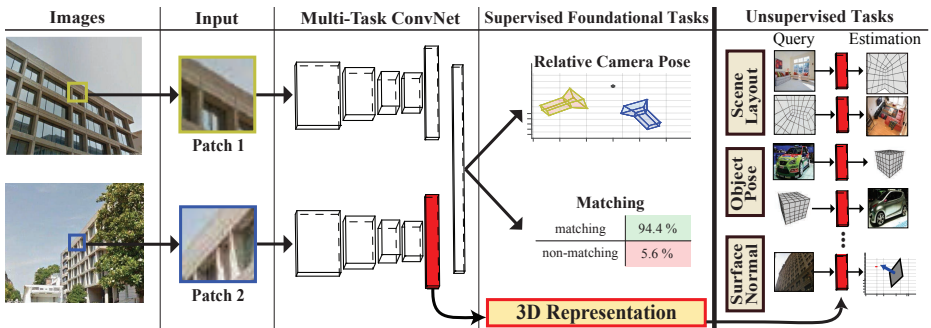 Images
Input
Multi-Task ConvNet
Supervised Foundational Tasks
Unsupervised Tasks
Query
Estimation
Relative Camera Pose
Patch 1
Scene
Layout
Object
Pose
Matching
matching
94.4 %
non-matching
5.6 %
Patch 2
Surface
Normal
3D Representation